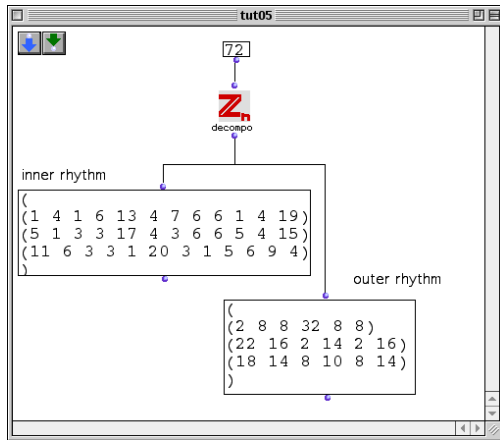 tut05
72
Zn
decompo
inner rhythm
(
(1 4 1 6 13 4 7 6 6 1 4 19)
(5 1 3 3 17 4 3 6 6 5 4 15)
(11 6 3 3 1 20 3 1 5 6 9 4)
)
outer rhythm
(
(2 8 8 32 8 8)
(22 16 2 14 2 16)
(18 14 8 10 8 14)
)